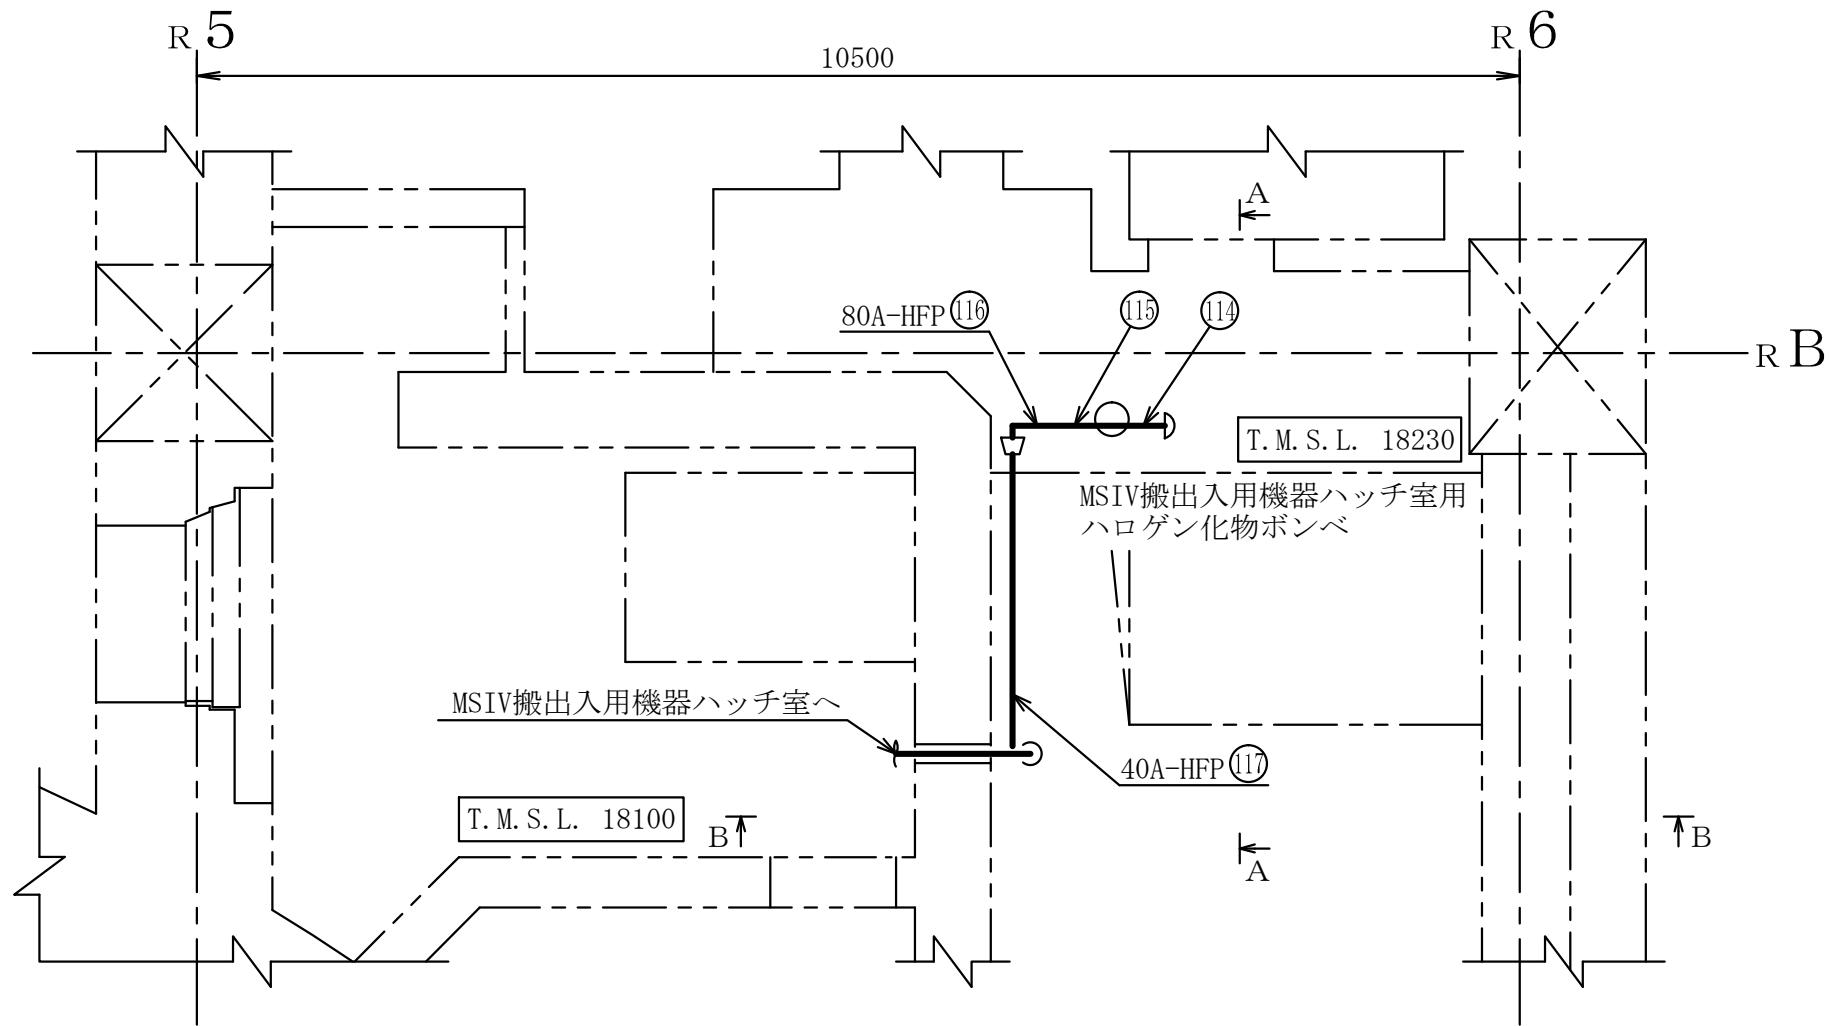 R 5
R 6
10500
A
80A-HFP 116
115
114
R B
T.M.S.L. 18230
MSIV搬出入用機器ハッチ室用
ハロゲン化物ボンベ
MSIV搬出入用機器ハッチ室へ
40A-HFP 117
T.M.S.L. 18100
B
B
A